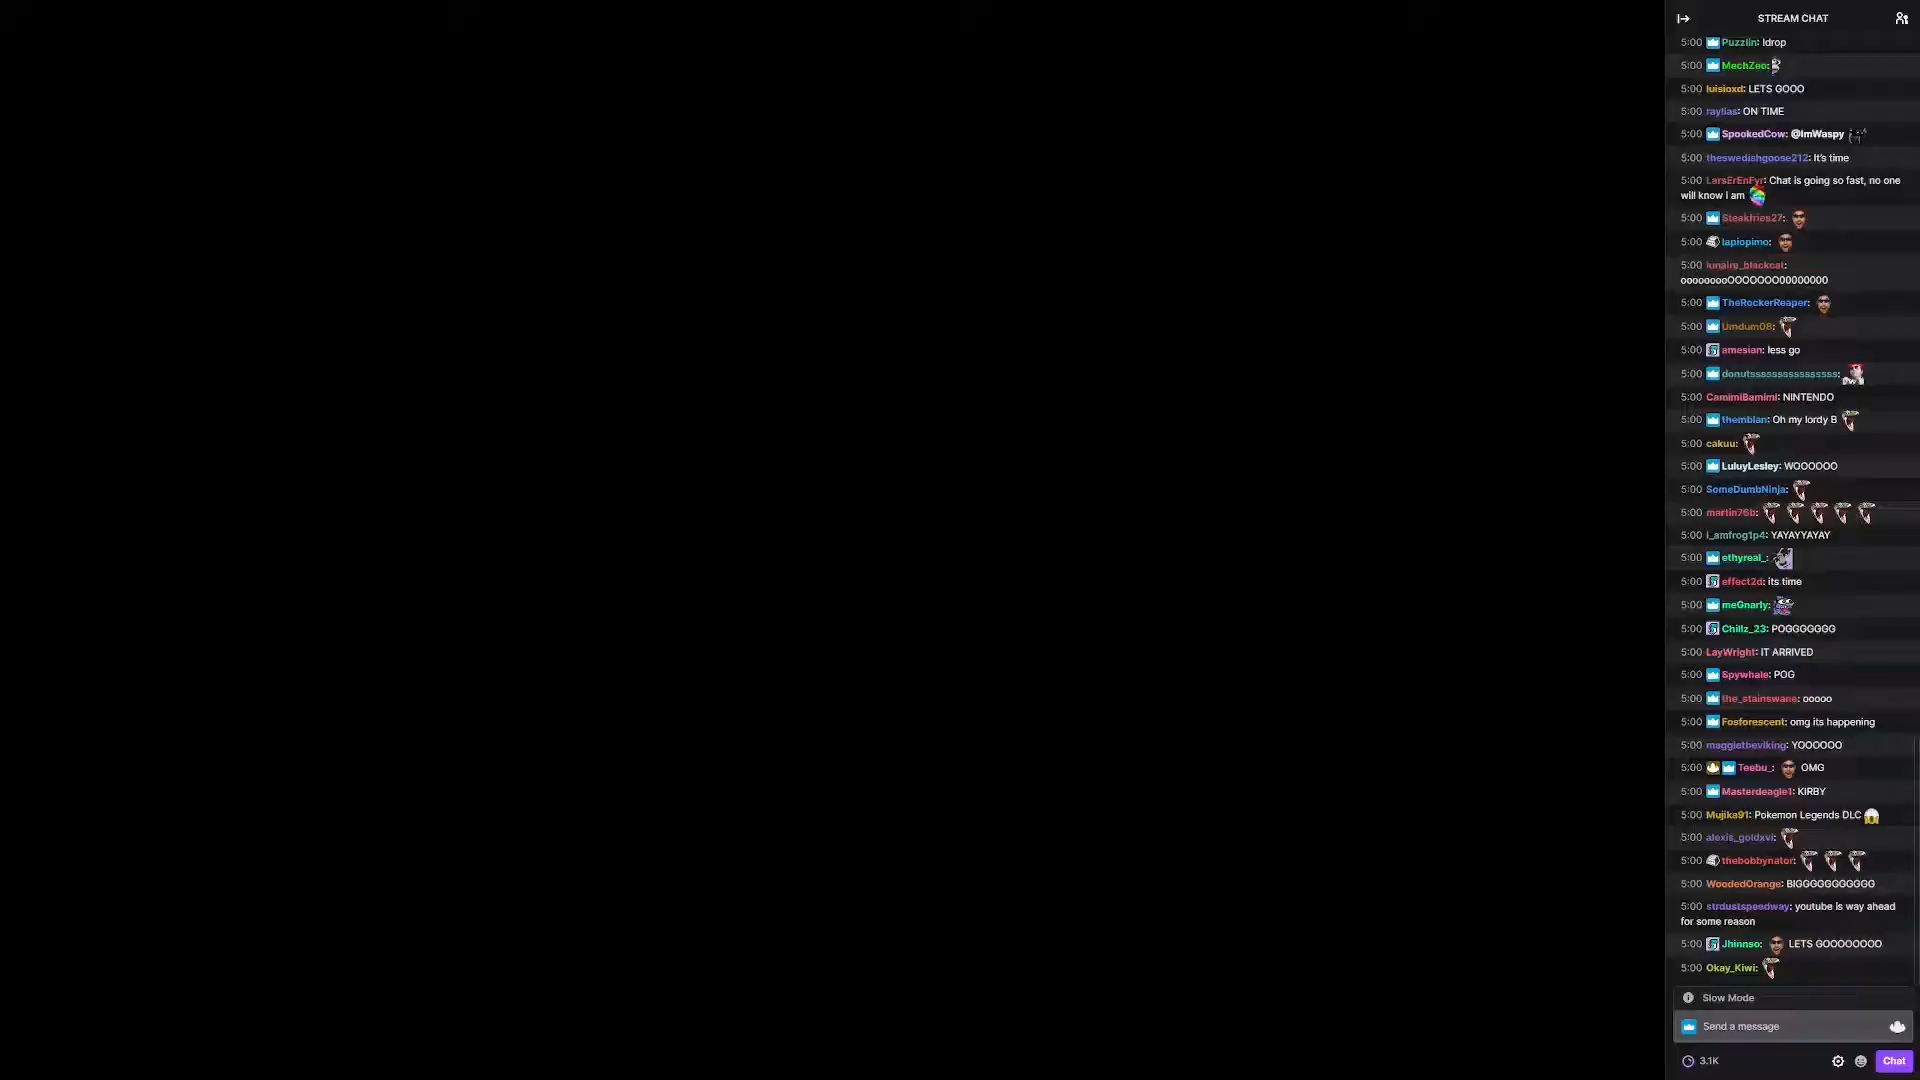 STREAM CHAT
5:00 Puzzlin: !drop
5:00 MechZec:
5:00 luisioxd: LETS GOOO
5:00 raylias: ON TIME
5:00 SpookedCow: @ImWaspy
5:00 theswedishgoose212: It's time
5:00 LarsErEnFyr: Chat is going so fast, no one
will know i am
5:00 Steakfries27:
5:00 lapiopimo:
5:00 lunaire_blackcat:
ooooooooOOOOOOOOOOOOOOO
5:00 TheRockerReaper:
5:00 Umdum08:
5:00 amesian: less go
5:00 donutsssssssssssssssss:
5:00 CamimiBamimi: NINTENDO
5:00 themblan: Oh my lordy B
5:00 cakuu:
5:00 LuluyLesley: WOOOOOO
5:00 SomeDumbNinja:
5:00 martin76b:
5:00 i_amfrog1p4: YAYAYYAYAY
5:00 ethyreal_:
5:00 effect2d: its time
5:00 meGnarly:
5:00 Chillz_23: POGGGGGGG
5:00 LayWright: IT ARRIVED
5:00 Spywhale: POG
5:00 the_stainswane: ooooo
5:00 Fosforescent: omg its happening
5:00 maggietheviking: YOOOOOO
5:00 Teebu_: OMG
5:00 Masterdeagle1: KIRBY
5:00 Mujika91: Pokemon Legends DLC
5:00 alexis_goldxvi:
5:00 thebobbynator:
5:00 WoodedOrange: BIGGGGGGGGGGG
5:00 strdustspeedway: youtube is way ahead
for some reason
5:00 Jhinnso: LETS GOOOOOOOO
5:00 Okay_Kiwi:
Slow Mode
Send a message
3.1K
Chat